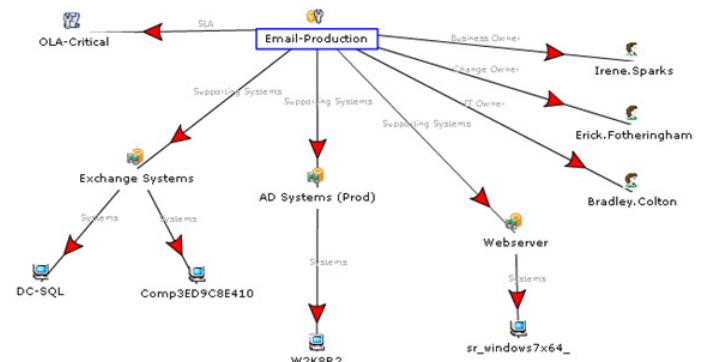 SLA
OLA-Critical
Email-Production
Business Owner
Irene.Sparks
Change Owner
Erick.Fotheringham
IT Owner
Bradley.Colton
Supporting Systems
Supporting Systems
Supporting Systems
Exchange Systems
AD Systems (Prod)
Webserver
Systems
Systems
Systems
Systems
DC-SQL
Comp3ED9C8E410
W2K8R2
sr_windows7x64_